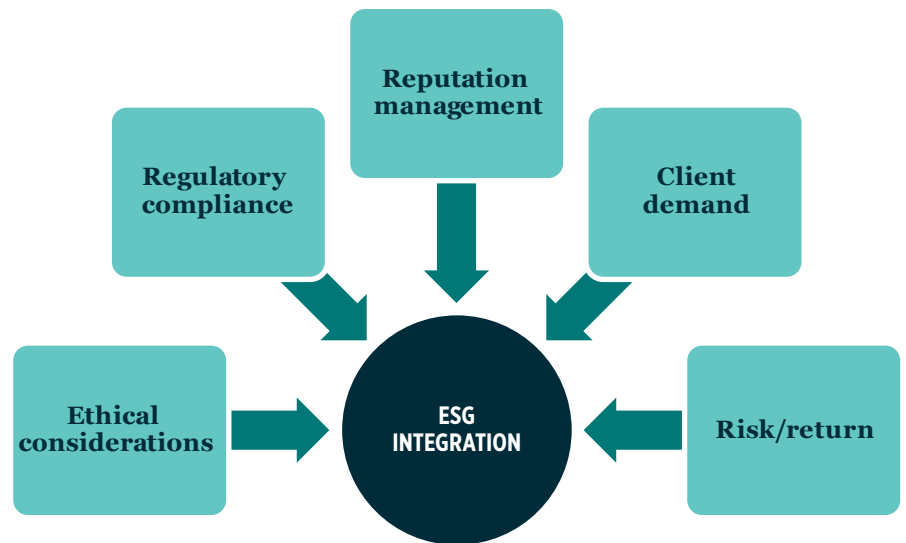 Reputation
management
Regulatory
compliance
Client
demand
Ethical
considerations
ESG
INTEGRATION
Risk/return